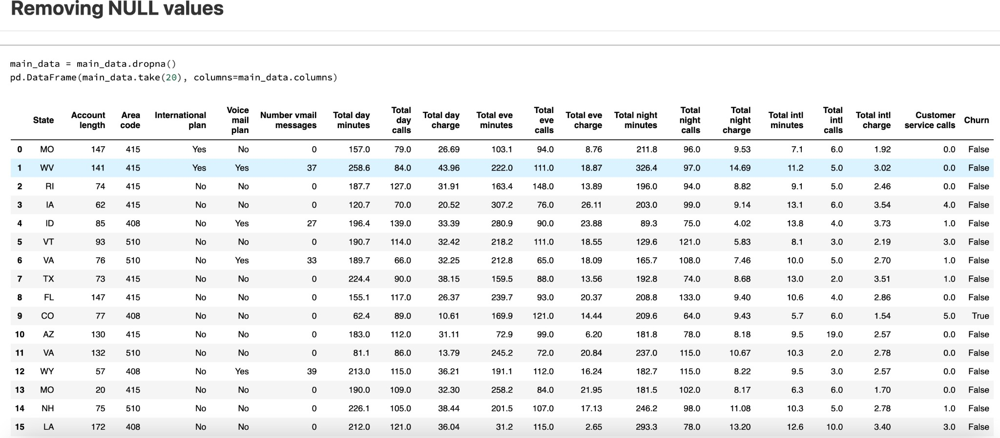 Removing NULL values
main_data = main_data.dropna()
pd.DataFrame(main_data.take(20), columns=main_data.columns)
State Account length Area code International plan Voice mail plan Number vmail messages Total day minutes Total day calls Total day charge Total eve minutes Total eve calls Total eve charge Total night minutes Total night calls Total night charge Total intl minutes Total intl calls Total intl charge Customer service calls Churn
0 MO 147 415 Yes No 0 157.0 79.0 26.69 103.1 94.0 8.76 211.8 96.0 9.53 7.1 6.0 1.92 0.0 False
1 WV 141 415 Yes Yes 37 258.6 84.0 43.96 222.0 111.0 18.87 326.4 97.0 14.69 11.2 5.0 3.02 0.0 False
2 RI 74 415 No No 0 187.7 127.0 31.91 163.4 148.0 13.89 196.0 94.0 8.82 9.1 5.0 2.46 0.0 False
3 IA 62 415 No No 0 120.7 70.0 20.52 307.2 76.0 26.11 203.0 99.0 9.14 13.1 6.0 3.54 4.0 False
4 ID 85 408 No Yes 27 196.4 139.0 33.39 280.9 90.0 23.88 89.3 75.0 4.02 13.8 4.0 3.73 1.0 False
5 VT 93 510 No No 0 190.7 114.0 32.42 218.2 111.0 18.55 129.6 121.0 5.83 8.1 3.0 2.19 3.0 False
6 VA 76 510 No Yes 33 189.7 66.0 32.25 212.8 65.0 18.09 165.7 108.0 7.46 10.0 5.0 2.70 1.0 False
7 TX 73 415 No No 0 224.4 90.0 38.15 159.5 88.0 13.56 192.8 74.0 8.68 13.0 2.0 3.51 1.0 False
8 FL 147 415 No No 0 155.1 117.0 26.37 239.7 93.0 20.37 208.8 133.0 9.40 10.6 4.0 2.86 0.0 False
9 CO 77 408 No No 0 62.4 89.0 10.61 169.9 121.0 14.44 209.6 64.0 9.43 5.7 6.0 1.54 5.0 True
10 AZ 130 415 No No 0 183.0 112.0 31.11 72.9 99.0 6.20 181.8 78.0 8.18 9.5 19.0 2.57 0.0 False
11 VA 132 510 No No 0 81.1 86.0 13.79 245.2 72.0 20.84 237.0 115.0 10.67 10.3 2.0 2.78 0.0 False
12 WY 57 408 No Yes 39 213.0 115.0 36.21 191.1 112.0 16.24 182.7 115.0 8.22 9.5 3.0 2.57 0.0 False
13 MO 20 415 No No 0 190.0 109.0 32.30 258.2 84.0 21.95 181.5 102.0 8.17 6.3 6.0 1.70 0.0 False
14 NH 75 510 No No 0 226.1 105.0 38.44 201.5 107.0 17.13 246.2 98.0 11.08 10.3 5.0 2.78 1.0 False
15 LA 172 408 No No 0 212.0 121.0 36.04 31.2 115.0 2.65 293.3 78.0 13.20 12.6 10.0 3.40 3.0 False